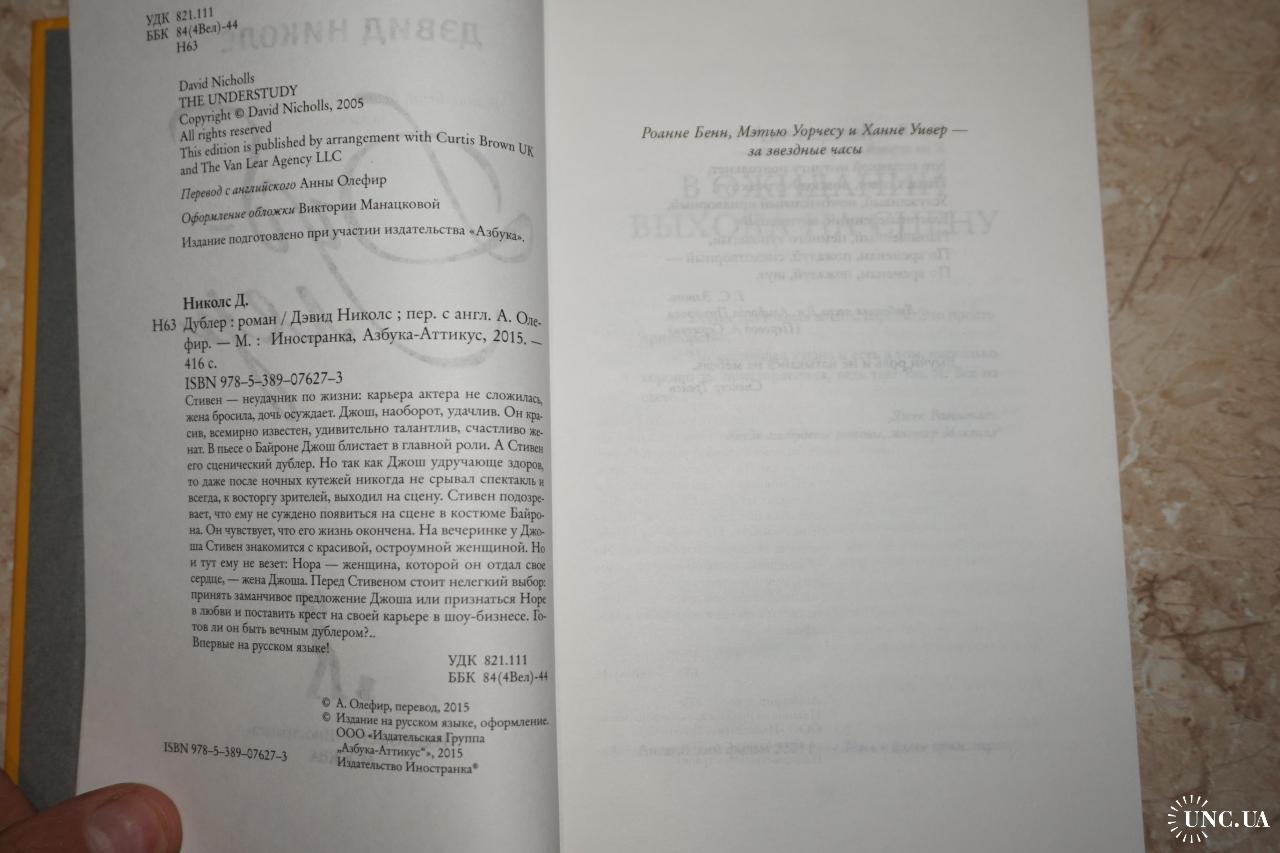 УДК 821.111
ББК 84(4Вел)-44
Н63
David Nicholls
THE UNDERSTUDY
Copyright © David Nicholls, 2005
All rights reserved
This edition is published by arrangement with Curtis Brown UK
and The Van Lear Agency LLC
Перевод с английского Анны Олефир
Оформление обложки Виктории Манацковой
Издание подготовлено при участии издательства «Азбука».
Николс Д.
Н63 Дублер : роман / Дэвид Николс ; пер. с англ. А. Оле-
фир. — М. : Иностранка, Азбука-Аттикус, 2015. —
416 с.
ISBN 978-5-389-07627-3
Стивен — неудачник по жизни: карьера актера не сложилась,
жена бросила, дочь осуждает. Джош, наоборот, удачлив. Он кра-
сив, всемирно известен, удивительно талантлив, счастливо же-
нат. В пьесе о Байроне Джош блистает в главной роли. А Стивен
его сценический дублер. Но так как Джош удручающе здоров,
то даже после ночных кутежей никогда не срывал спектакль и
всегда, к восторгу зрителей, выходил на сцену. Стивен подозре-
вает, что ему не суждено появиться на сцене в костюме Байро-
на. Он чувствует, что его жизнь окончена. На вечеринке у Джо-
ша Стивен знакомится с красивой, остроумной женщиной. Но
и тут ему не везет: Нора — женщина, которой он отдал свое
сердце, — жена Джоша. Перед Стивеном стоит нелегкий выбор:
принять заманчивое предложение Джоша или признаться Норе
в любви и поставить крест на своей карьере в шоу-бизнесе. Го-
тов ли он быть вечным дублером?..
Впервые на русском языке!
УДК 821.111
ББК 84(4Вел)-44
© А. Олефир, перевод, 2015
© Издание на русском языке, оформление.
ООО «Издательская Группа
„Азбука-Аттикус“», 2015
Издательство Иностранка®
ISBN 978-5-389-07627-3
Роанне Бенн, Мэтью Уорчесу и Ханне Уивер —
за звездные часы
UNC.UA